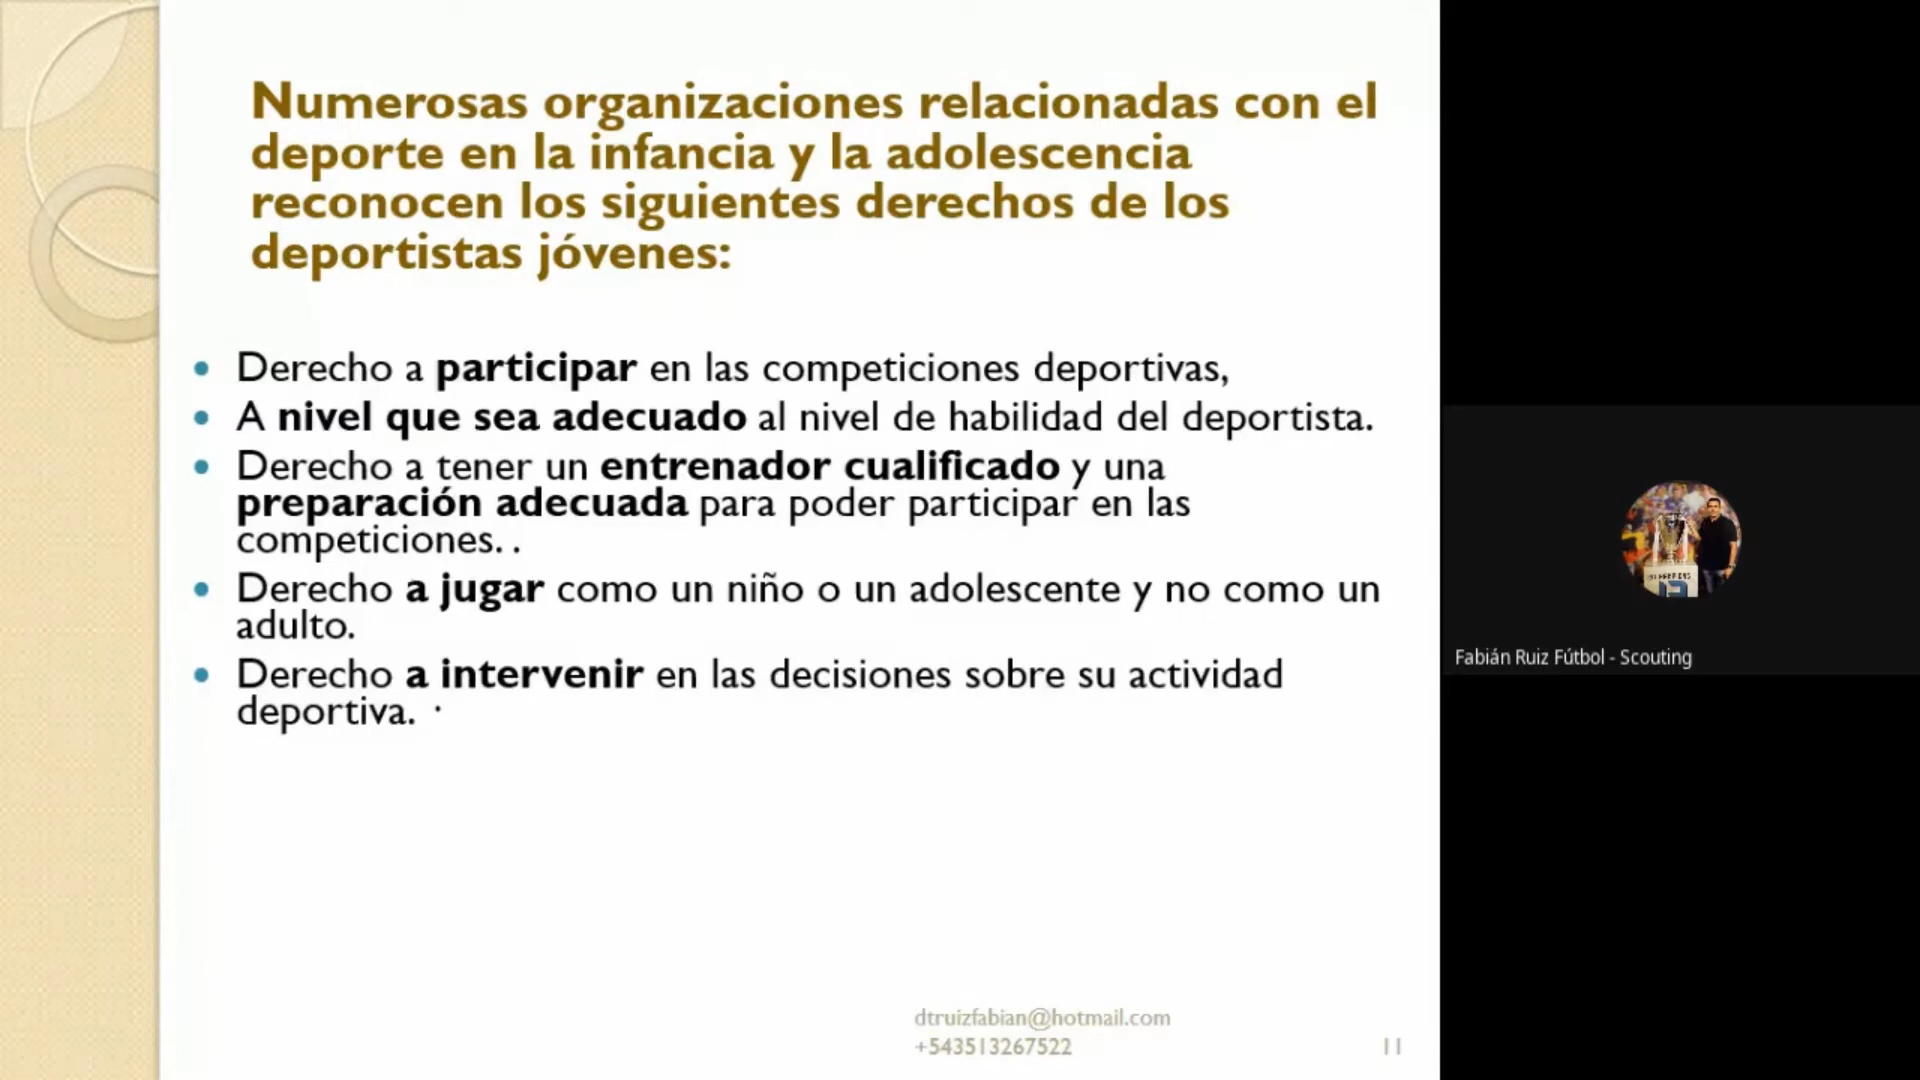 Numerosas organizaciones relacionadas con el
deporte en la infancia y la adolescencia
reconocen los siguientes derechos de los
deportistas jóvenes:
• Derecho a participar en las competiciones deportivas,
• A nivel que sea adecuado al nivel de habilidad del deportista.
• Derecho a tener un entrenador cualificado y una
preparación adecuada para poder participar en las
competiciones. .
• Derecho a jugar como un niño o un adolescente y no como un
adulto.
• Derecho a intervenir en las decisiones sobre su actividad
deportiva. ·
Fabián Ruiz Fútbol - Scouting
dtruizfabian@hotmail.com
+543513267522
11